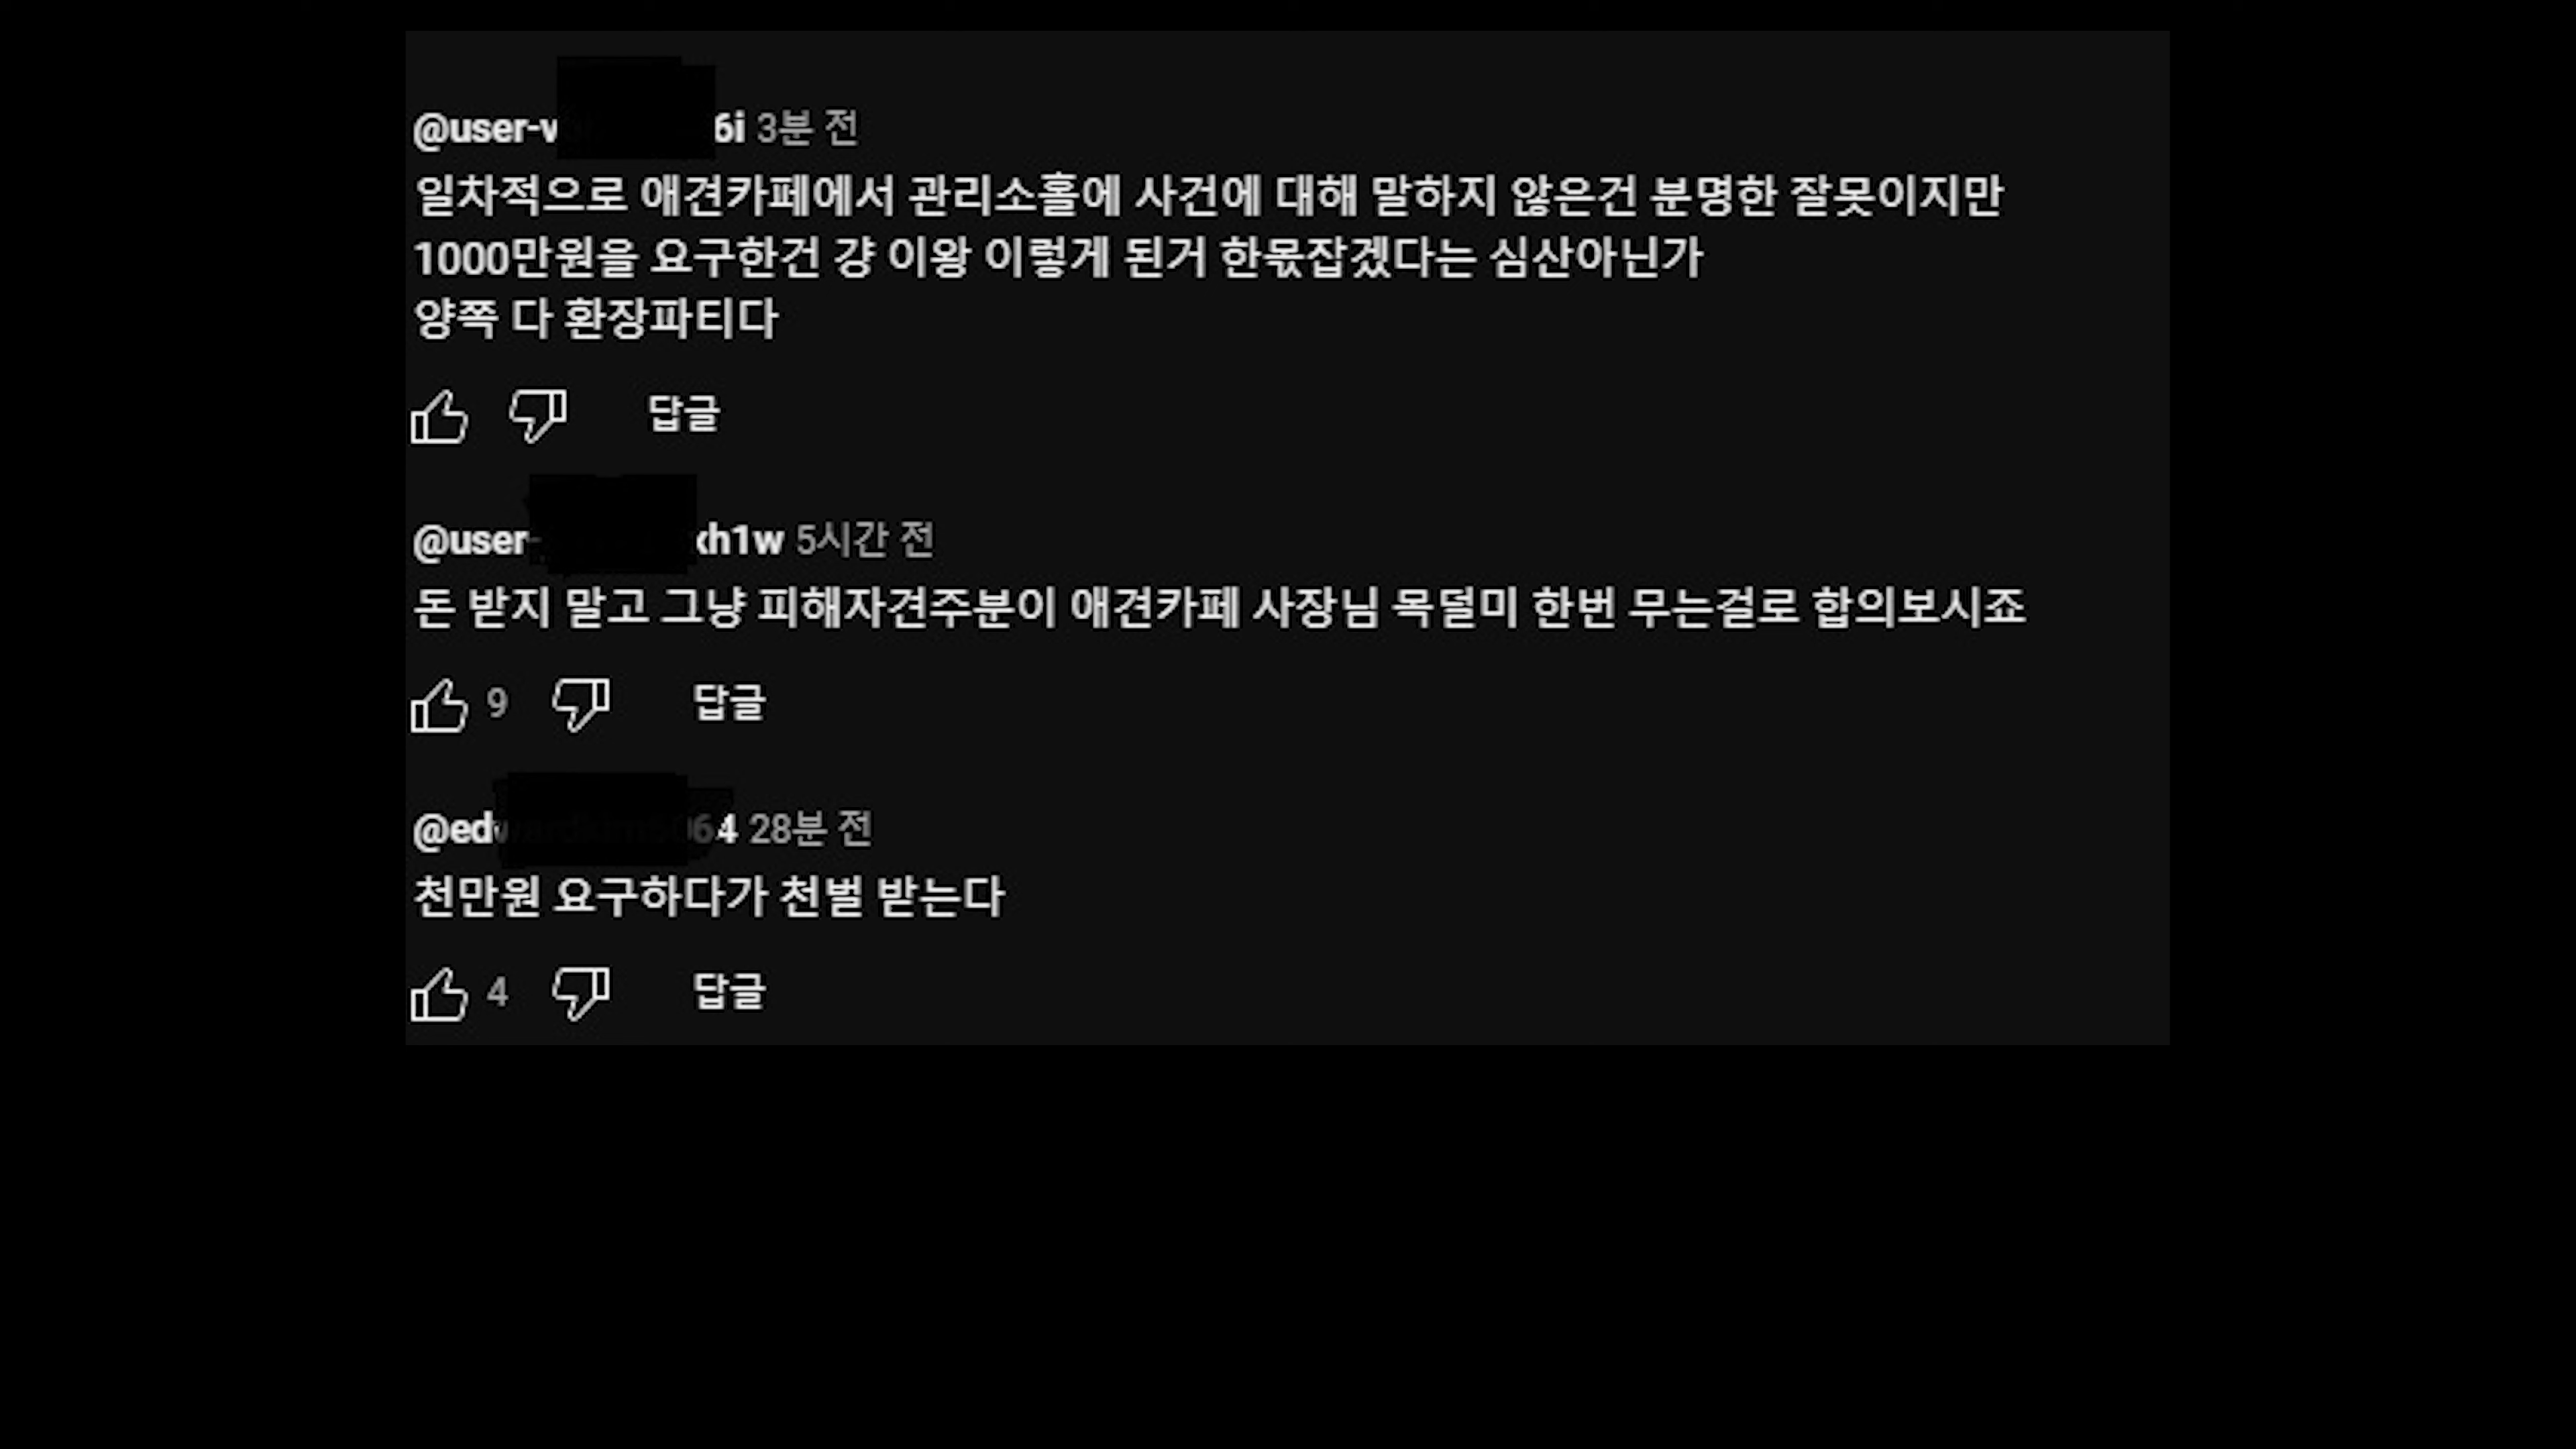 @user-v 6i 3분 전
일차적으로 애견카페에서 관리소홀에 사건에 대해 말하지 않은건 분명한 잘못이지만
1000만원을 요구한건 걍 이왕 이렇게 된거 한몫잡겠다는 심산아닌가
양쪽 다 환장파티다
답글
@user- xh1w 5시간 전
돈 받지 말고 그냥 피해자견주분이 애견카페 사장님 목덜미 한번 무는걸로 합의보시죠
9 답글
@edw 64 28분 전
천만원 요구하다가 천벌 받는다
4 답글